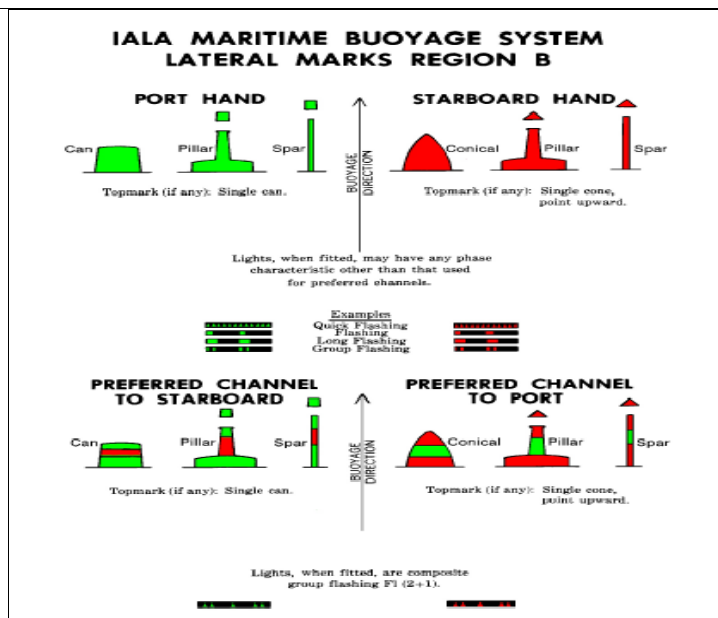 IALA MARITIME BUOYAGE SYSTEM
LATERAL MARKS REGION B
PORT HAND
STARBOARD HAND
Can
Pillar
Spar
BUOYAGE
DIRECTION
Conical
Pillar
Spar
Topmark (if any): Single can.
Topmark (if any): Single cone,
point upward.
Lights, when fitted, may have any phase
characteristic other than that used
for preferred channels.
Examples
Quick Flashing
Flashing
Long Flashing
Group Flashing
PREFERRED CHANNEL
TO STARBOARD
PREFERRED CHANNEL
TO PORT
Can
Pillar
Spar
BUOYAGE
DIRECTION
Conical
Pillar
Spar
Topmark (if any): Single can.
Topmark (if any): Single cone,
point upward.
Lights, when fitted, are composite
group flashing Fl (2+1).